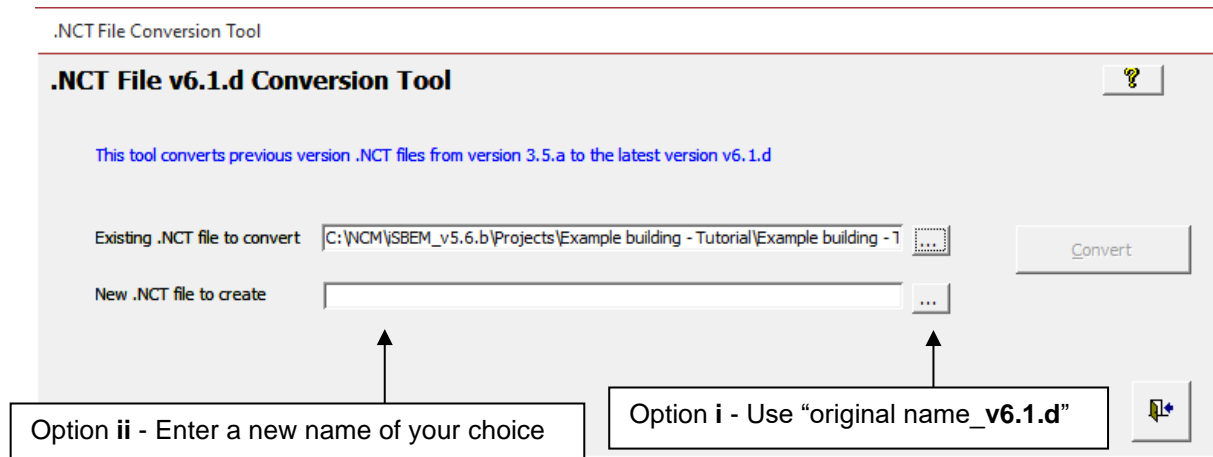 .NCT File Conversion Tool
.NCT File v6.1.d Conversion Tool
?
This tool converts previous version .NCT files from version 3.5.a to the latest version v6.1.d
Existing .NCT file to convert C:\NCM\iSBEM_v5.6.b\Projects\Example building - Tutorial\Example building - T ...
Convert
New .NCT file to create ...
Option ii - Enter a new name of your choice
Option i - Use “original name_v6.1.d”